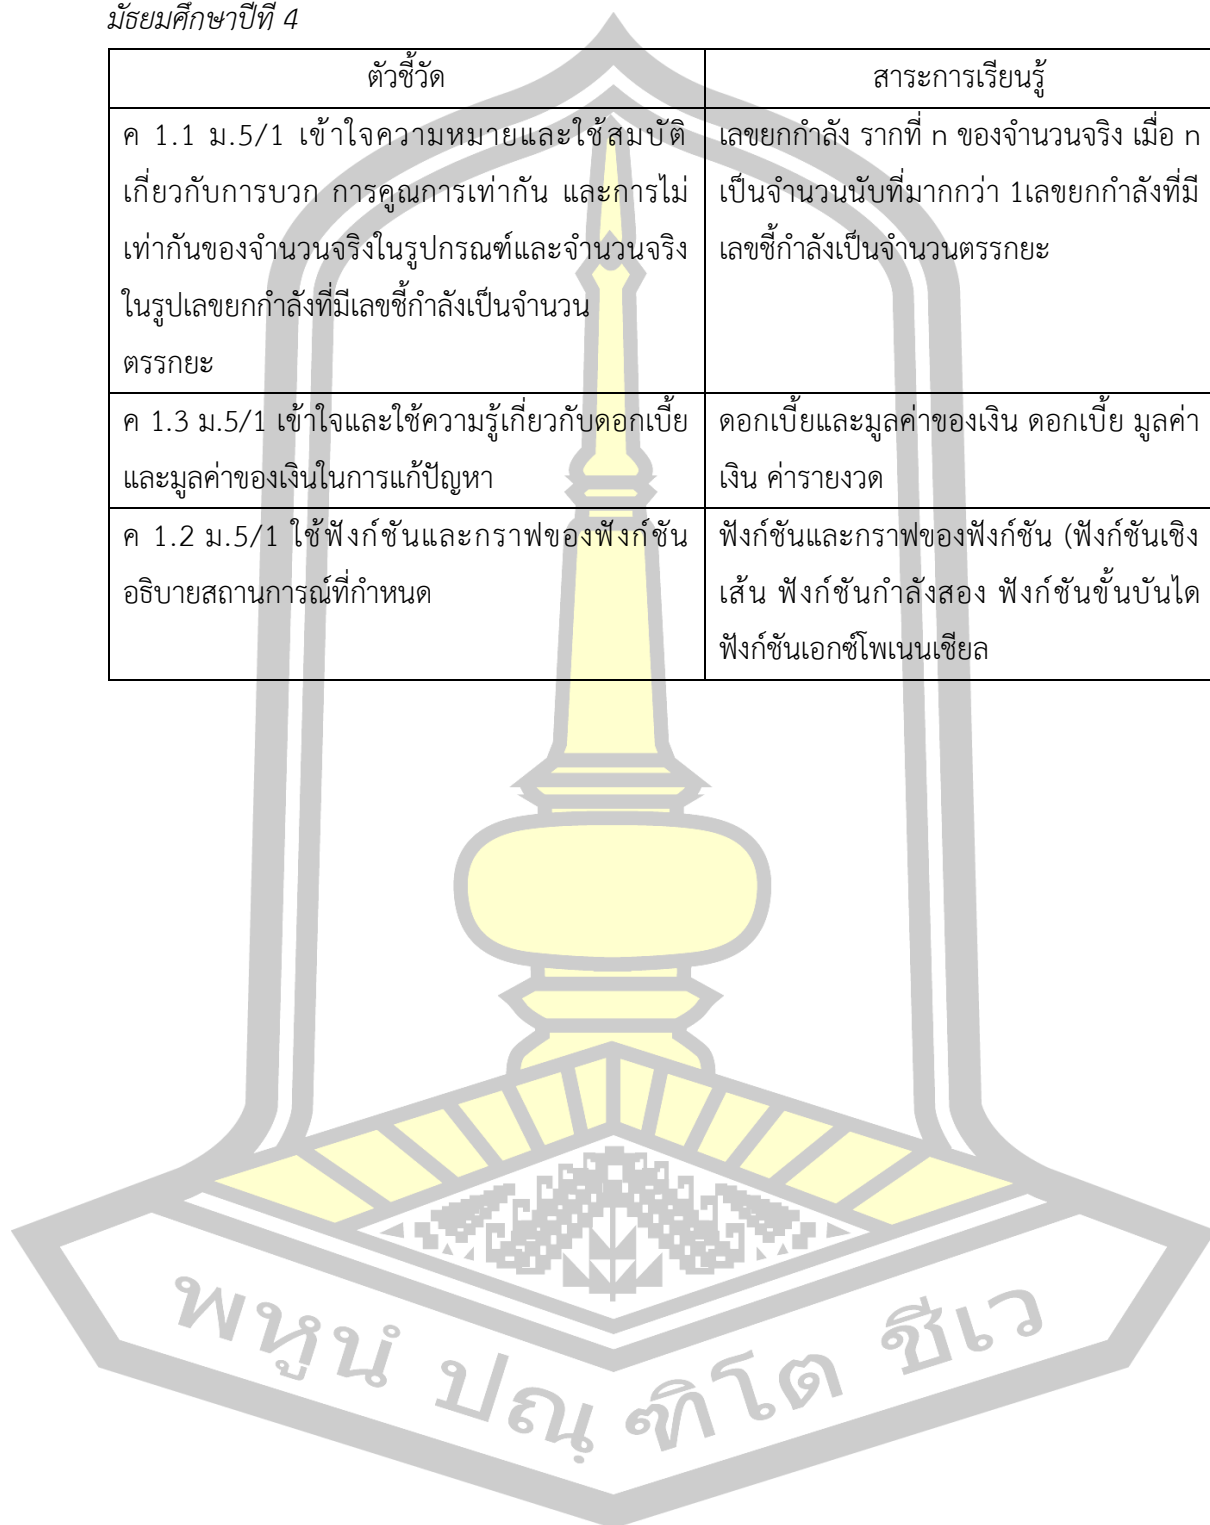 มัธยมศึกษาปีที่ 4
ตัวชี้วัด
สาระการเรียนรู้
ค 1.1 ม.5/1 เข้าใจความหมายและใช้สมบัติ
เกี่ยวกับการบวก การคูณการเท่ากัน และการไม่
เท่ากันของจำนวนจริงในรูปกรณฑ์และจำนวนจริง
ในรูปเลขยกกำลังที่มีเลขชี้กำลังเป็นจำนวน
ตรรกยะ
เลขยกกำลัง รากที่ n ของจำนวนจริง เมื่อ n
เป็นจำนวนนับที่มากกว่า 1เลขยกกำลังที่มี
เลขชี้กำลังเป็นจำนวนตรรกยะ
ค 1.3 ม.5/1 เข้าใจและใช้ความรู้เกี่ยวกับดอกเบี้ย
และมูลค่าของเงินในการแก้ปัญหา
ดอกเบี้ยและมูลค่าของเงิน ดอกเบี้ย มูลค่า
เงิน ค่ารายงวด
ค 1.2 ม.5/1 ใช้ฟังก์ชันและกราฟของฟังก์ชัน
อธิบายสถานการณ์ที่กำหนด
ฟังก์ชันและกราฟของฟังก์ชัน (ฟังก์ชันเชิง
เส้น ฟังก์ชันกำลังสอง ฟังก์ชันขั้นบันได
ฟังก์ชันเอกซ์โพเนนเชียล
พหูนํ ปณฺฑิโต ชีเว